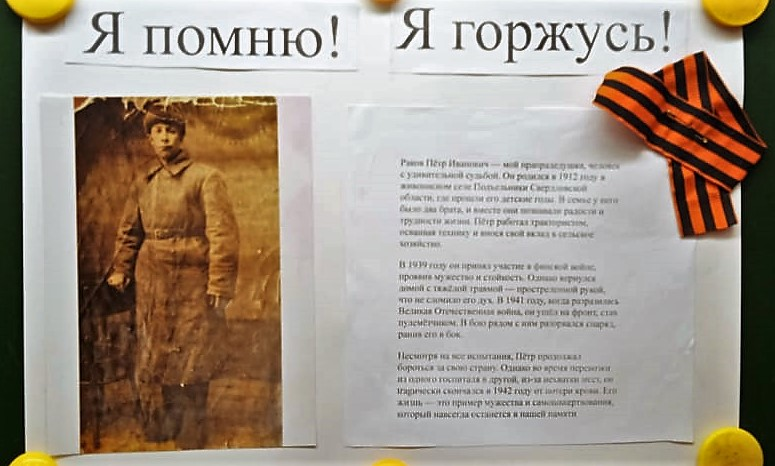 Я помню!
Я горжусь!
Раков Пётр Иванович — мой прапрадедушка, человек
с удивительной судьбой. Он родился в 1912 году в
живописном селе Подъельники Свердловской
области, где прошли его детские годы. В семье у него
было два брата, и вместе они познавали радости и
трудности жизни. Пётр работал трактористом,
осваивая технику и внося свой вклад в сельское
хозяйство.
В 1939 году он принял участие в финской войне,
проявив мужество и стойкость. Однако вернулся
домой с тяжёлой травмой — простреленной рукой,
что не сломило его дух. В 1941 году, когда разразилась
Великая Отечественная война, он ушёл на фронт, став
пулемётчиком. В бою рядом с ним разорвался снаряд,
ранив его в бок.
Несмотря на все испытания, Пётр продолжал
бороться за свою страну. Однако во время перевозки
из одного госпиталя в другой, из-за нехватки мест, он
трагически скончался в 1942 году от потери крови. Его
жизнь — это пример мужества и самопожертвования,
который навсегда останется в нашей памяти